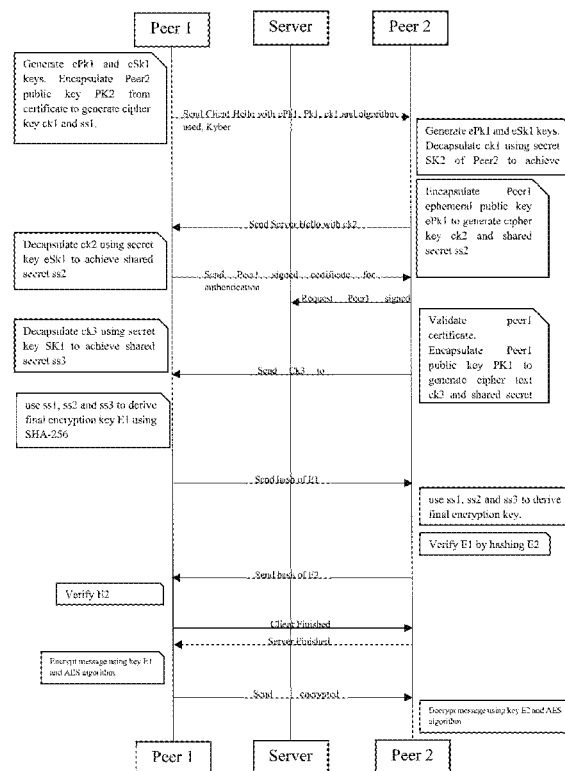 Peer 1
Server
Peer 2
Generate ePk1 and eSk1
keys. Encapsulate Peer2
public key PK2 from
certificate to generate cipher
key ck1 and ss1.
Send Client Hello with ePk1, Pk1, ck1 and algorithm
used, Kyber
Generate ePk1 and eSk1 keys.
Decapsulate ck1 using secret
SK2 of Peer2 to achieve
Encapsulate Peer1
ephemeral public key
ePk1 to generate cipher
key ck2 and shared
secret ss2
Send Server Hello with ck2
Decapsulate ck2 using secret
key eSk1 to achieve shared
secret ss2
Send Peer1 signed certificate for
authentication
Request Peer1 signed
Validate peer1
certificate.
Encapsulate Peer1
public key PK1 to
generate cipher text
ck3 and shared secret
Decapsulate ck3 using secret
key SK1 to achieve shared
secret ss3
Send Ck3 to
use ss1, ss2 and ss3 to derive
final encryption key E1 using
SHA-256
Send hash of E1
use ss1, ss2 and ss3 to derive
final encryption key.
Verify E1 by hashing E2
Send hash of E2
Verify E2
Client Finished
Server Finished
Encrypt message using key E1
and AES algorithm
Send encrypted
Decrypt message using key E2 and AES
algorithm
Peer 1
Server
Peer 2